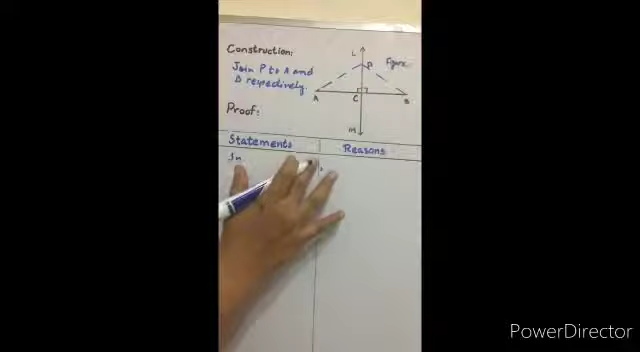 Construction:
Join P to A and
B respectively.
L
P
Figure
A
C
B
M
Proof:
Statements
Reasons
In
PowerDirector